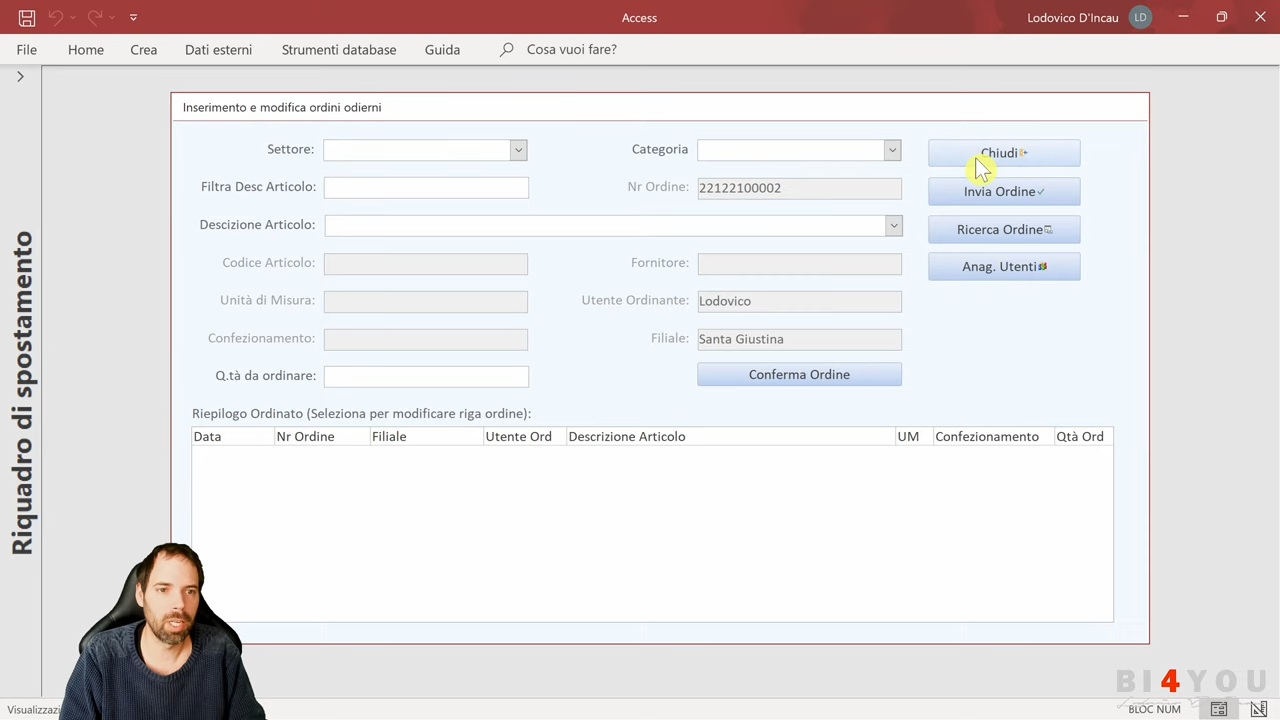 Access
Lodovico D'Incau LD
File Home Crea Dati esterni Strumenti database Guida Cosa vuoi fare?
Riquadro di spostamento
Inserimento e modifica ordini odierni
Settore: Categoria Chiudi
Filtra Desc Articolo: Nr Ordine: 22122100002 Invia Ordine
Descizione Articolo: Ricerca Ordine
Codice Articolo: Fornitore: Anag. Utenti
Unità di Misura: Utente Ordinante: Lodovico
Confezionamento: Filiale: Santa Giustina
Q.tà da ordinare: Conferma Ordine
Riepilogo Ordinato (Seleziona per modificare riga ordine):
Data Nr Ordine Filiale Utente Ord Descrizione Articolo UM Confezionamento Qtà Ord
BI4YOU
Visualizzazi BLOC NUM